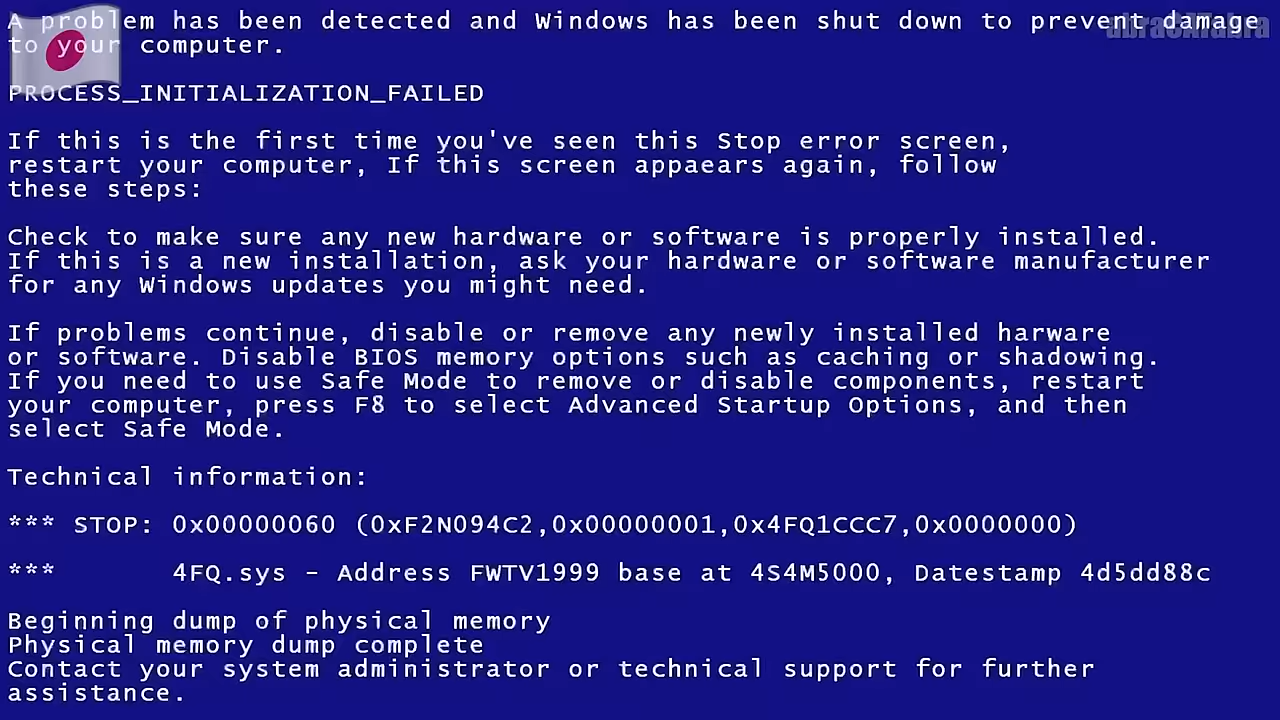 A problem has been detected and Windows has been shut down to prevent damage
to your computer.
PROCESS_INITIALIZATION_FAILED
If this is the first time you've seen this Stop error screen,
restart your computer, If this screen appaears again, follow
these steps:
Check to make sure any new hardware or software is properly installed.
If this is a new installation, ask your hardware or software manufacturer
for any Windows updates you might need.
If problems continue, disable or remove any newly installed harware
or software. Disable BIOS memory options such as caching or shadowing.
If you need to use Safe Mode to remove or disable components, restart
your computer, press F8 to select Advanced Startup Options, and then
select Safe Mode.
Technical information:
*** STOP: 0x00000060 (0xF2N094C2,0x00000001,0x4FQ1CCC7,0x0000000)
*** 4FQ.sys – Address FWTV1999 base at 4S4M5000, Datestamp 4d5dd88c
Beginning dump of physical memory
Physical memory dump complete
Contact your system administrator or technical support for further
assistance.